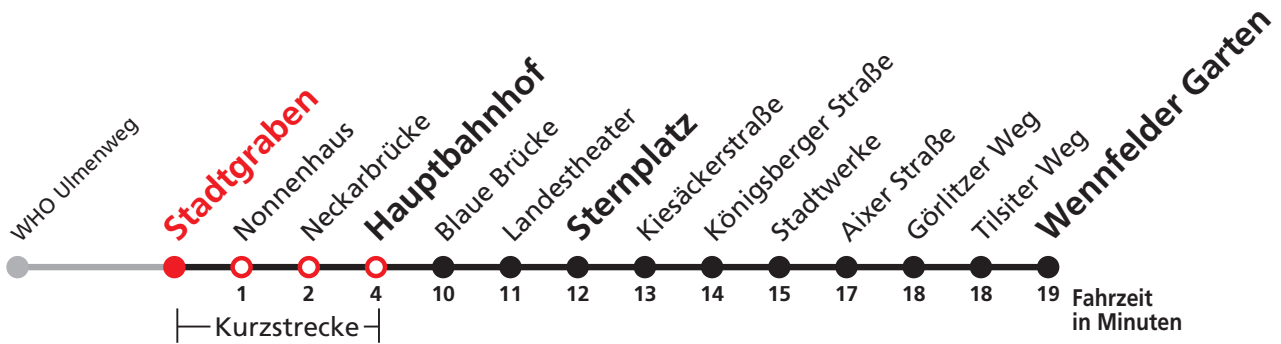 WHO Ulmenweg
Stadtgraben
Nonnenhaus
Neckarbrücke
Hauptbahnhof
Blaue Brücke
Landestheater
Sternplatz
Kiesäckerstraße
Königsberger Straße
Stadtwerke
Aixer Straße
Görlitzer Weg
Tilsiter Weg
Wennfelder Garten
1 2 4 10 11 12 13 14 15 17 18 18 19 Fahrzeit
in Minuten
Kurzstrecke